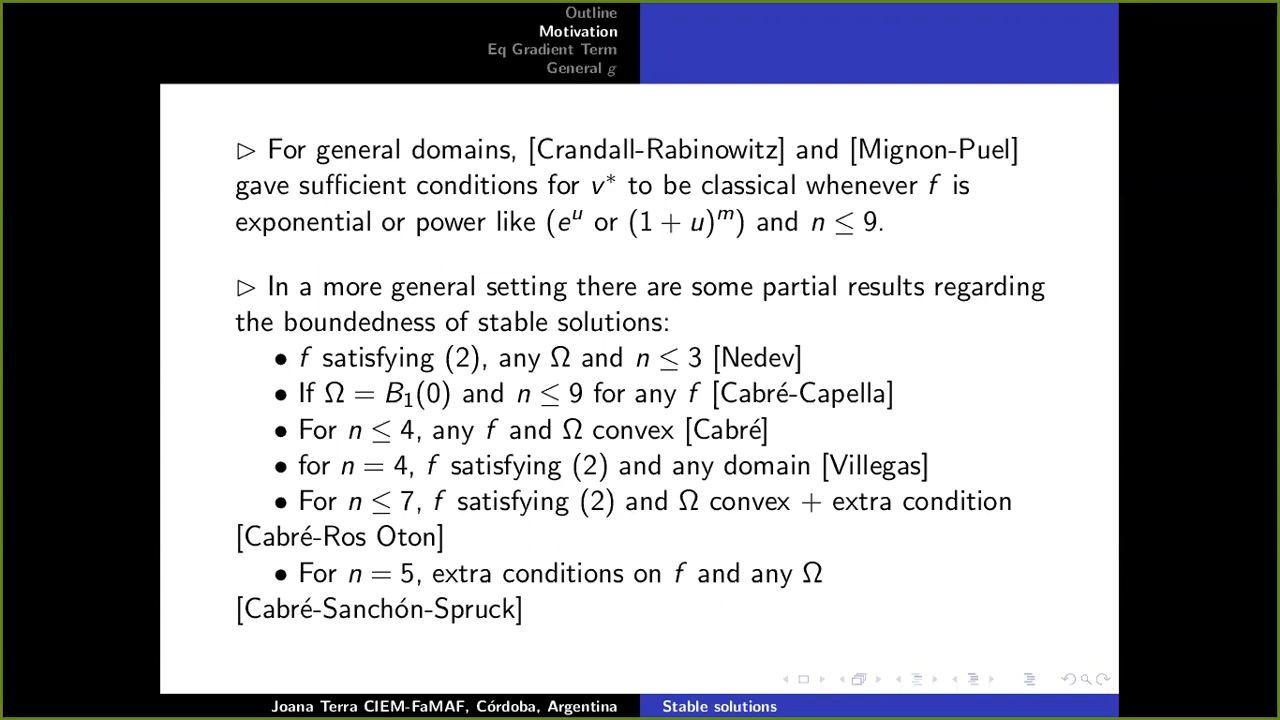 Outline
Motivation
Eq Gradient Term
General g
▷ For general domains, [Crandall-Rabinowitz] and [Mignon-Puel]
gave sufficient conditions for v* to be classical whenever f is
exponential or power like (eᵘ or (1 + u)ᵐ) and n ≤ 9.
▷ In a more general setting there are some partial results regarding
the boundedness of stable solutions:
• f satisfying (2), any Ω and n ≤ 3 [Nedev]
• If Ω = B₁(0) and n ≤ 9 for any f [Cabré-Capella]
• For n ≤ 4, any f and Ω convex [Cabré]
• for n = 4, f satisfying (2) and any domain [Villegas]
• For n ≤ 7, f satisfying (2) and Ω convex + extra condition
[Cabré-Ros Oton]
• For n = 5, extra conditions on f and any Ω
[Cabré-Sanchón-Spruck]
Joana Terra CIEM-FaMAF, Córdoba, Argentina
Stable solutions